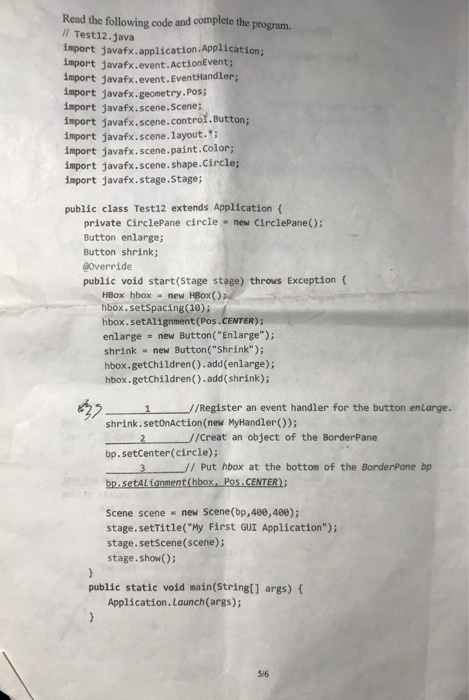 Read the following code and complete the program.
// Test12.java
import javafx.application.Application;
import javafx.event.ActionEvent;
import javafx.event.EventHandler;
import javafx.geometry.Pos;
import javafx.scene.Scene;
import javafx.scene.control.Button;
import javafx.scene.layout.*;
import javafx.scene.paint.Color;
import javafx.scene.shape.Circle;
import javafx.stage.Stage;
public class Test12 extends Application {
private CirclePane circle = new CirclePane();
Button enlarge;
Button shrink;
@Override
public void start(Stage stage) throws Exception {
HBox hbox = new HBox();
hbox.setSpacing(10);
hbox.setAlignment(Pos.CENTER);
enlarge = new Button("Enlarge");
shrink = new Button("Shrink");
hbox.getChildren().add(enlarge);
hbox.getChildren().add(shrink);
____1____//Register an event handler for the button enlarge.
shrink.setOnAction(new MyHandler());
____2____//Creat an object of the BorderPane
bp.setCenter(circle);
____3____// Put hbox at the bottom of the BorderPane bp
bp.setAlignment(hbox, Pos.CENTER);
Scene scene = new Scene(bp,400,400);
stage.setTitle("My First GUI Application");
stage.setScene(scene);
stage.show();
}
public static void main(String[] args) {
Application.launch(args);
}
5/6